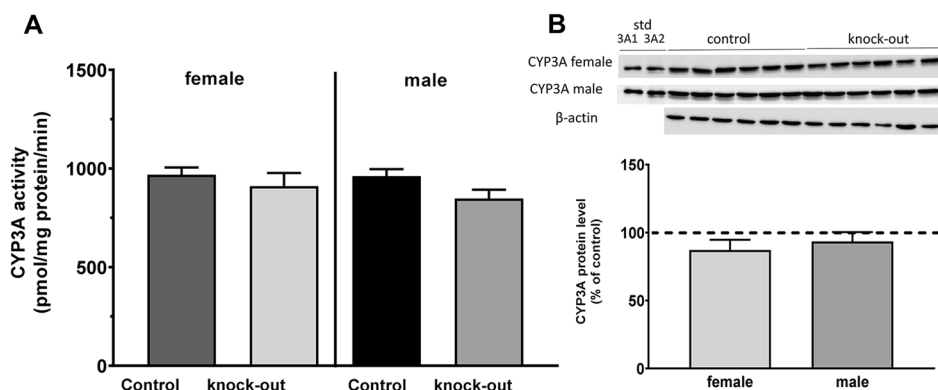 A
CYP3A activity
(pmol/mg protein/min)
1500
1000
500
0
female
male
Control
knock-out
Control
knock-out
B
std
3A1 3A2
control
knock-out
CYP3A female
CYP3A male
β-actin
CYP3A protein level
(% of control)
150
100
50
0
female
male